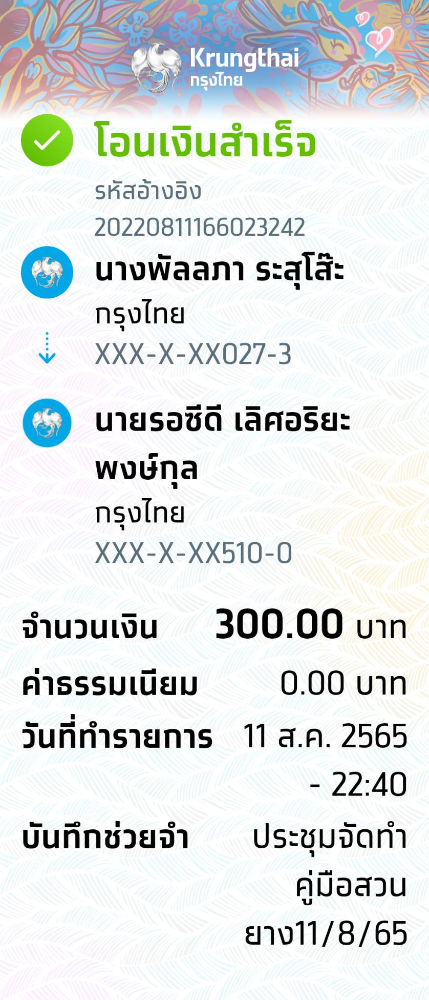 Krungthai
กรุงไทย
โอนเงินสำเร็จ
รหัสอ้างอิง
20220811166023242
นางพัลลภา ระสุโส๊ะ
กรุงไทย
XXX-X-XX027-3
นายรอซีดี เลิศอริยะ
พงษ์กุล
กรุงไทย
XXX-X-XX510-0
จำนวนเงิน 300.00 บาท
ค่าธรรมเนียม 0.00 บาท
วันที่ทำรายการ 11 ส.ค. 2565
- 22:40
บันทึกช่วยจำ ประชุมจัดทำ
คู่มือสวน
ยาง11/8/65